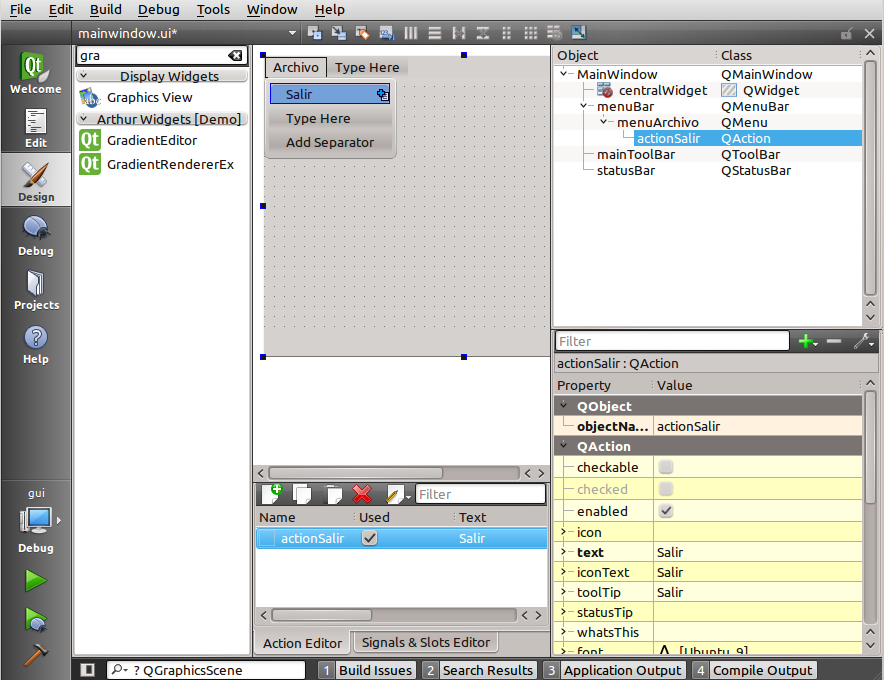 File Edit Build Debug Tools Window Help
mainwindow.ui*
Qt
Welcome
Edit
Design
Debug
Projects
Help
gui
Debug
gra
Display Widgets
Graphics View
Arthur Widgets [Demo]
Qt GradientEditor
Qt GradientRendererEx
Archivo Type Here
Salir
Type Here
Add Separator
Object Class
MainWindow QMainWindow
centralWidget QWidget
menuBar QMenuBar
menuArchivo QMenu
actionSalir QAction
mainToolBar QToolBar
statusBar QStatusBar
Filter
actionSalir : QAction
Property Value
QObject
objectNa... actionSalir
QAction
checkable
checked
enabled
icon
text Salir
iconText Salir
toolTip Salir
statusTip
whatsThis
font A [Ubuntu, 9]
Filter
Name Used Text
actionSalir Salir
Action Editor Signals & Slots Editor
? QGraphicsScene
1 Build Issues 2 Search Results 3 Application Output 4 Compile Output